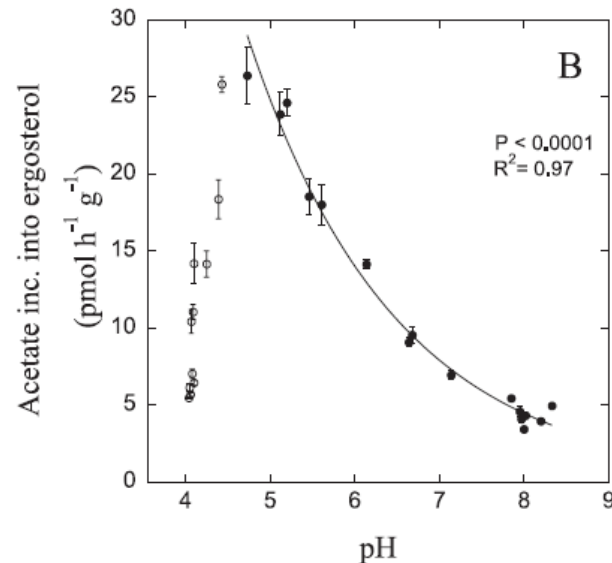 30
25
20
15
10
5
0
4 5 6 7 8 9
Acetate inc. into ergosterol
(pmol h⁻¹ g⁻¹)
B
P < 0.0001
R²= 0.97
pH